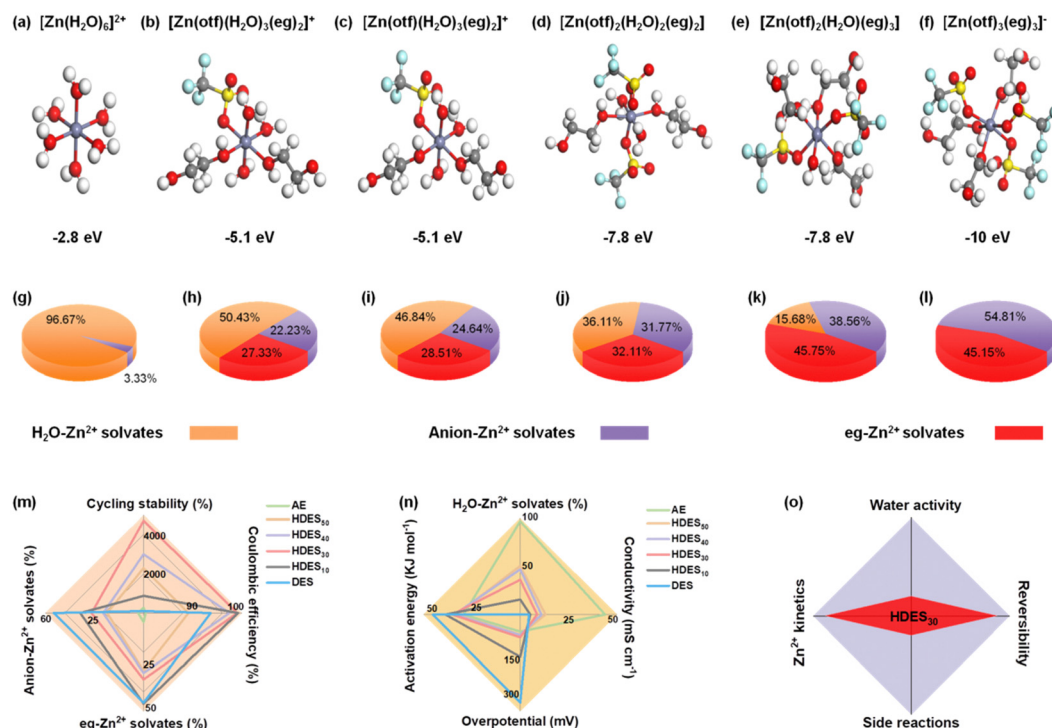 (a) [Zn(H₂O)₆]²⁺ (b) [Zn(otf)(H₂O)₃(eg)₂]⁺ (c) [Zn(otf)(H₂O)₃(eg)₂]⁺ (d) [Zn(otf)₂(H₂O)₂(eg)₂] (e) [Zn(otf)₂(H₂O)(eg)₃] (f) [Zn(otf)₃(eg)₃]⁻
-2.8 eV -5.1 eV -5.1 eV -7.8 eV -7.8 eV -10 eV
(g) (h) (i) (j) (k) (l)
96.67% 3.33%
50.43% 22.23% 27.33%
46.84% 24.64% 28.51%
36.11% 31.77% 32.11%
15.68% 38.56% 45.75%
54.81% 45.15%
H₂O-Zn²⁺ solvates Anion-Zn²⁺ solvates eg-Zn²⁺ solvates
(m)
Cycling stability (%)
Coulombic efficiency (%)
eg-Zn²⁺ solvates (%)
Anion-Zn²⁺ solvates (%)
4000
2000
90 100
60 25
25
50
AE
HDES₅₀
HDES₄₀
HDES₃₀
HDES₁₀
DES
(n)
H₂O-Zn²⁺ solvates (%)
Conductivity (mS cm⁻¹)
Overpotential (mV)
Activation energy (KJ mol⁻¹)
100
50
25 50
50 25
150
300
AE
HDES₅₀
HDES₄₀
HDES₃₀
HDES₁₀
DES
(o)
Water activity
Reversibility
Side reactions
Zn²⁺ kinetics
HDES₃₀